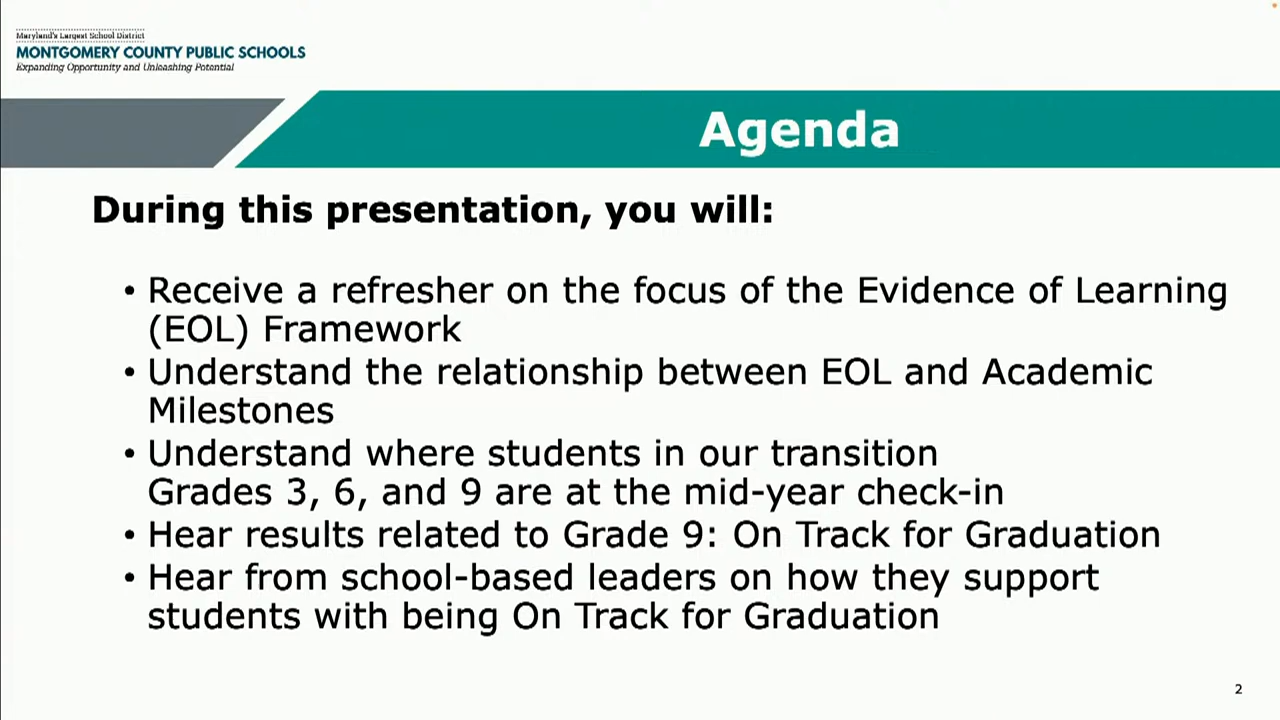 Maryland's Largest School District
MONTGOMERY COUNTY PUBLIC SCHOOLS
Expanding Opportunity and Unleashing Potential
Agenda
During this presentation, you will:
• Receive a refresher on the focus of the Evidence of Learning
(EOL) Framework
• Understand the relationship between EOL and Academic
Milestones
• Understand where students in our transition
Grades 3, 6, and 9 are at the mid-year check-in
• Hear results related to Grade 9: On Track for Graduation
• Hear from school-based leaders on how they support
students with being On Track for Graduation
2